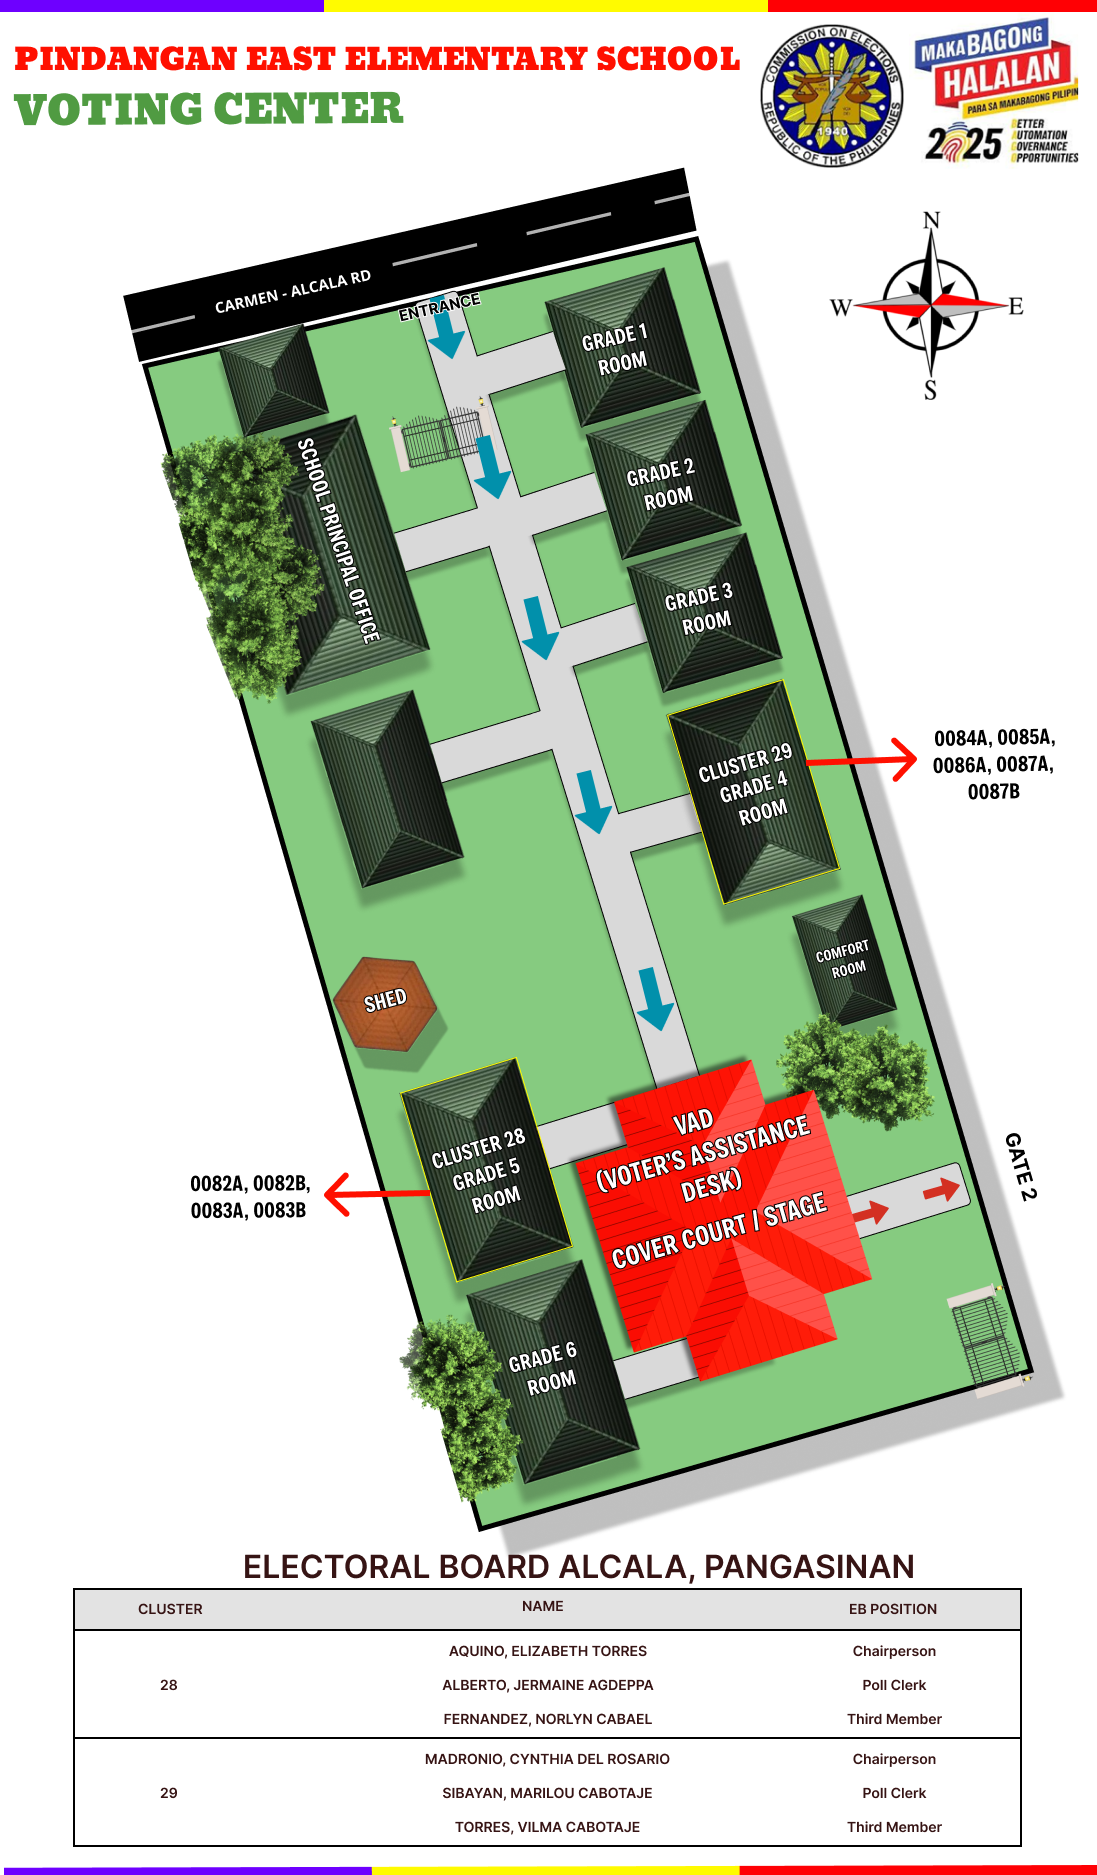 PINDANGAN EAST ELEMENTARY SCHOOL
VOTING CENTER
COMMISSION ON ELECTIONS
1940
REPUBLIC OF THE PHILIPPINES
MAKABAGONG
HALALAN
PARA SA MAKABAGONG PILIPIN
2025
BETTER
AUTOMATION
GOVERNANCE
OPPORTUNITIES
N
W
E
S
CARMEN - ALCALA RD
ENTRANCE
GRADE 1
ROOM
GRADE 2
ROOM
SCHOOL PRINCIPAL OFFICE
GRADE 3
ROOM
CLUSTER 29
GRADE 4
ROOM
0084A, 0085A,
0086A, 0087A,
0087B
COMFORT
ROOM
SHED
CLUSTER 28
GRADE 5
ROOM
0082A, 0082B,
0083A, 0083B
VAD
(VOTER'S ASSISTANCE
DESK)
COVER COURT / STAGE
GATE 2
GRADE 6
ROOM
ELECTORAL BOARD ALCALA, PANGASINAN
CLUSTER NAME EB POSITION
AQUINO, ELIZABETH TORRES Chairperson
28 ALBERTO, JERMAINE AGDEPPA Poll Clerk
FERNANDEZ, NORLYN CABAEL Third Member
MADRONIO, CYNTHIA DEL ROSARIO Chairperson
29 SIBAYAN, MARILOU CABOTAJE Poll Clerk
TORRES, VILMA CABOTAJE Third Member